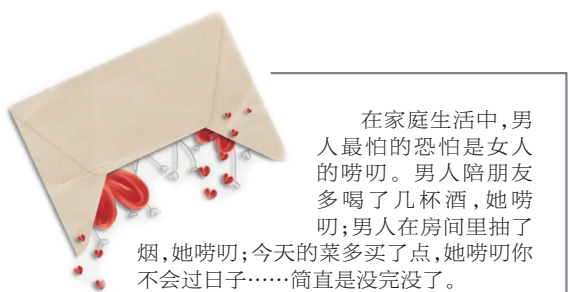 在家庭生活中,男
人最怕的恐怕是女人
的唠叨。男人陪朋友
多喝了几杯酒,她唠
叨;男人在房间里抽了
烟,她唠叨;今天的菜多买了点,她唠叨你
不会过日子……简直是没完没了。